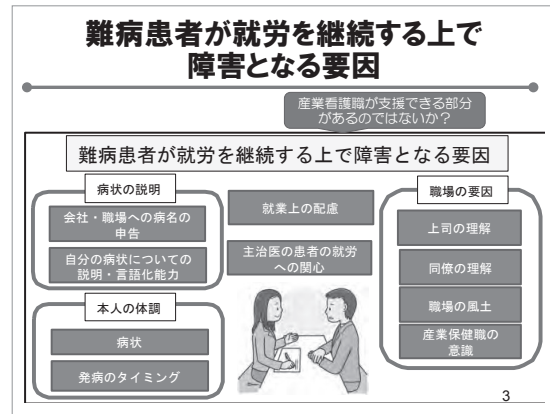 難病患者が就労を継続する上で
障害となる要因
産業看護職が支援できる部分
があるのではないか？
難病患者が就労を継続する上で障害となる要因
病状の説明
会社・職場への病名の
申告
自分の病状についての
説明・言語化能力
本人の体調
病状
発病のタイミング
就業上の配慮
主治医の患者の就労
への関心
職場の要因
上司の理解
同僚の理解
職場の風土
産業保健職の
意識
3